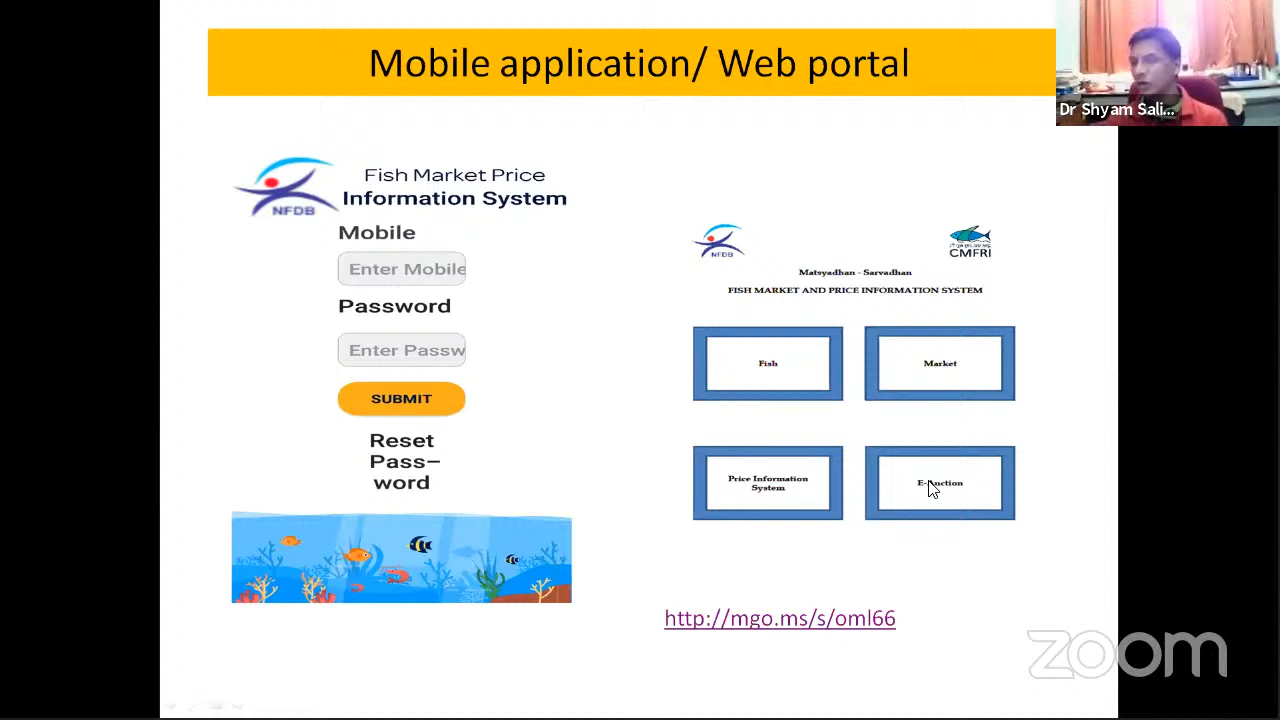 Mobile application/ Web portal
Dr Shyam Sali...
Fish Market Price
Information System
NFDB
Mobile
Enter Mobile
Password
Enter Passw
SUBMIT
Reset
Pass–
word
NFDB
CMFRI
Matsyadhan - Sarvadhan
FISH MARKET AND PRICE INFORMATION SYSTEM
Fish
Market
Price Information
System
E-Auction
http://mgo.ms/s/oml66
zoom